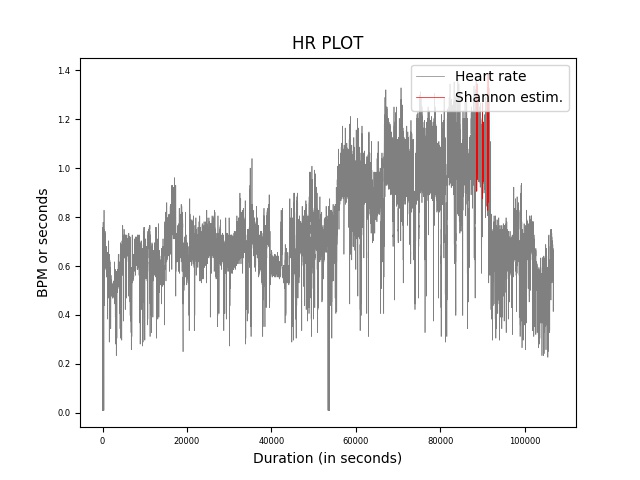 HR PLOT
Heart rate
Shannon estim.
BPM or seconds
1.4
1.2
1.0
0.8
0.6
0.4
0.2
0.0
0 20000 40000 60000 80000 100000
Duration (in seconds)